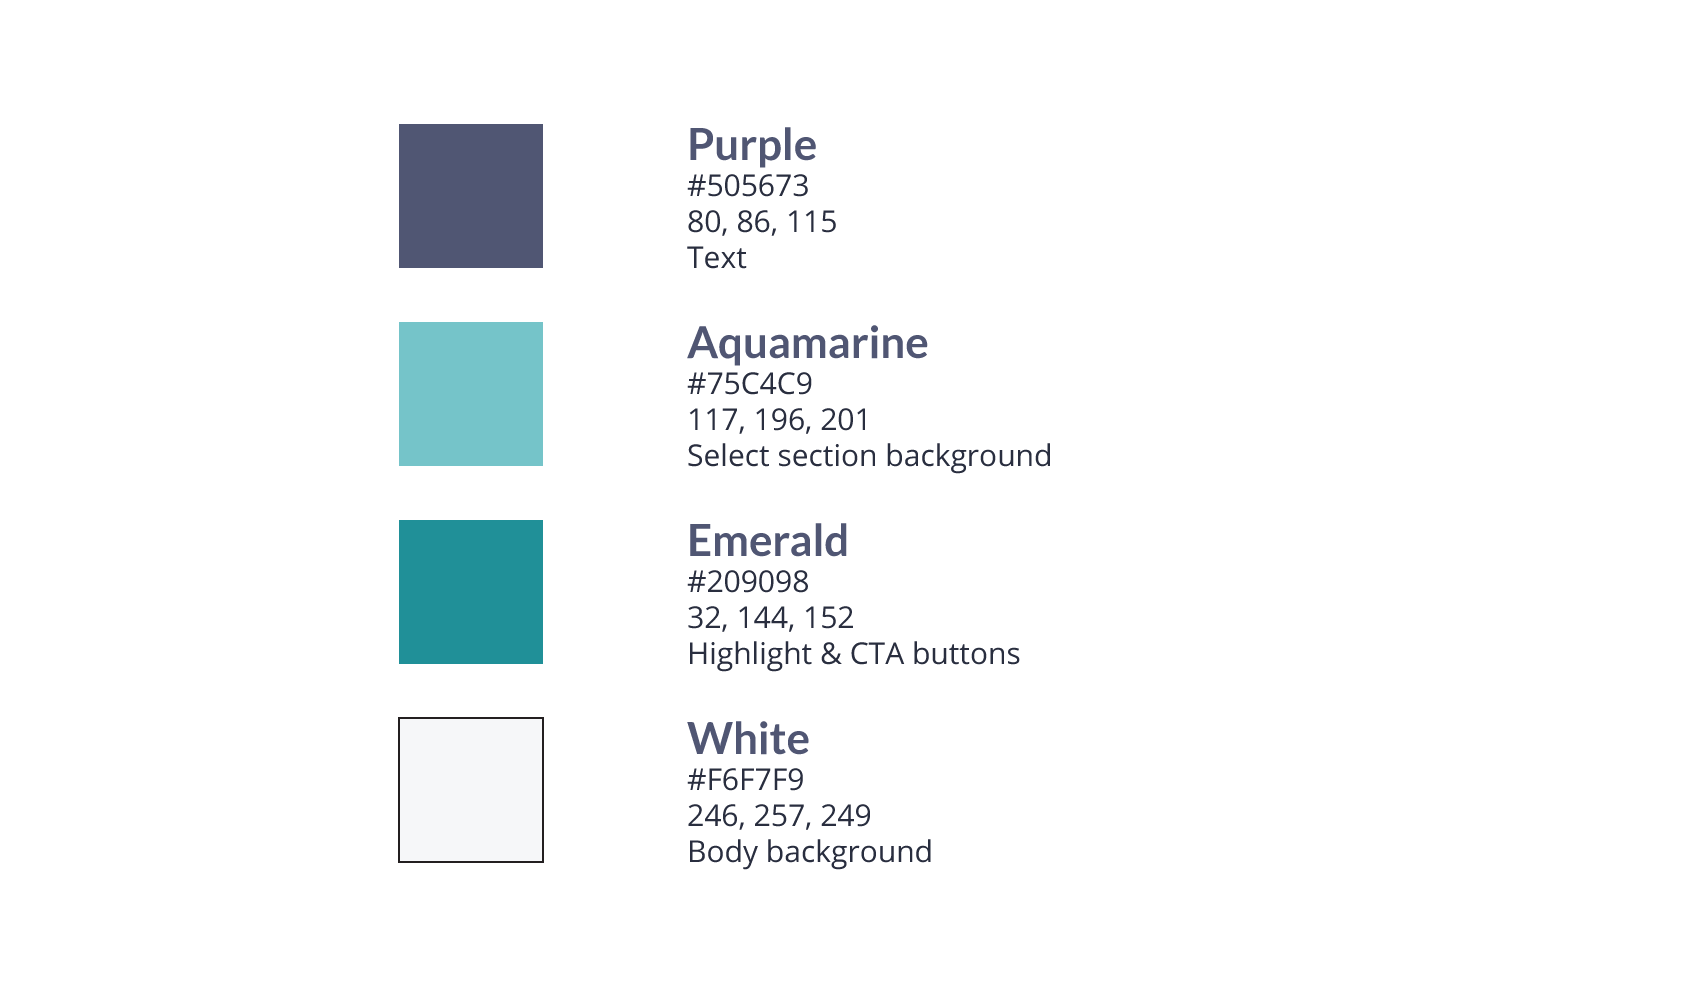 Purple
#505673
80, 86, 115
Text
Aquamarine
#75C4C9
117, 196, 201
Select section background
Emerald
#209098
32, 144, 152
Highlight & CTA buttons
White
#F6F7F9
246, 257, 249
Body background